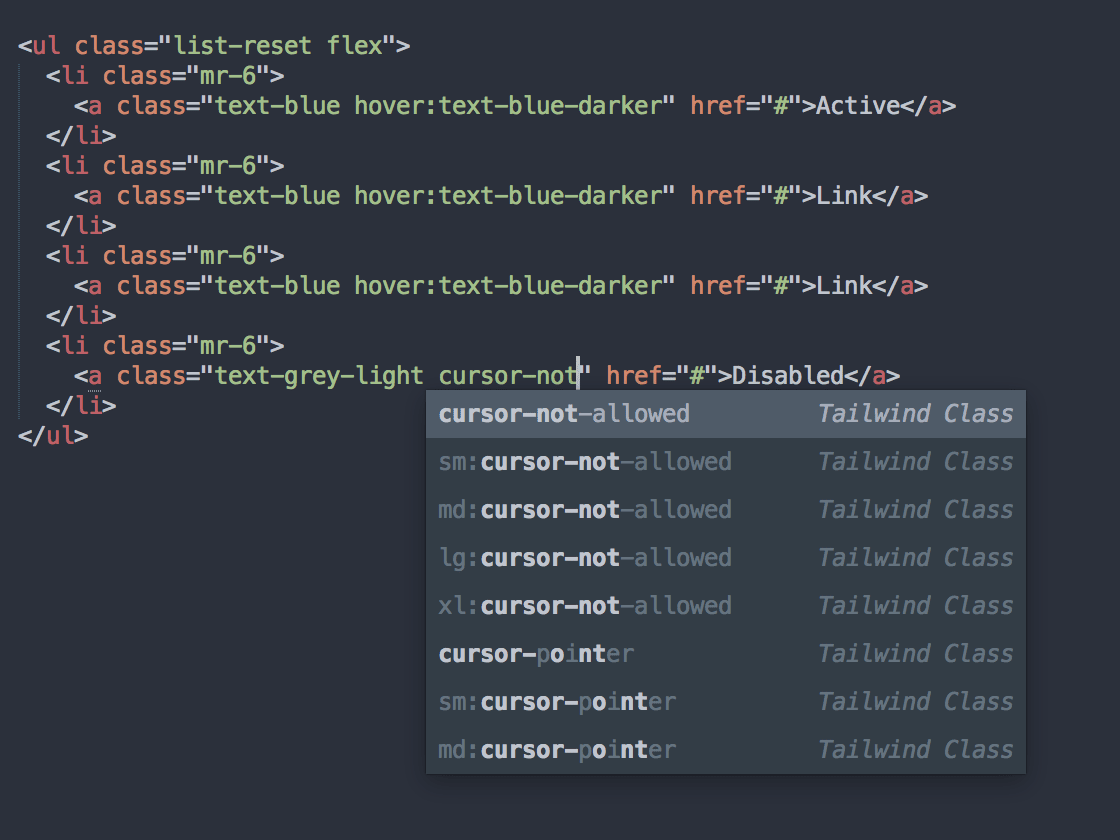 <ul class="list-reset flex">
<li class="mr-6">
<a class="text-blue hover:text-blue-darker" href="#">Active</a>
</li>
<li class="mr-6">
<a class="text-blue hover:text-blue-darker" href="#">Link</a>
</li>
<li class="mr-6">
<a class="text-blue hover:text-blue-darker" href="#">Link</a>
</li>
<li class="mr-6">
<a class="text-grey-light cursor-not" href="#">Disabled</a>
</li>
</ul>
cursor-not-allowed Tailwind Class
sm:cursor-not-allowed Tailwind Class
md:cursor-not-allowed Tailwind Class
lg:cursor-not-allowed Tailwind Class
xl:cursor-not-allowed Tailwind Class
cursor-pointer Tailwind Class
sm:cursor-pointer Tailwind Class
md:cursor-pointer Tailwind Class